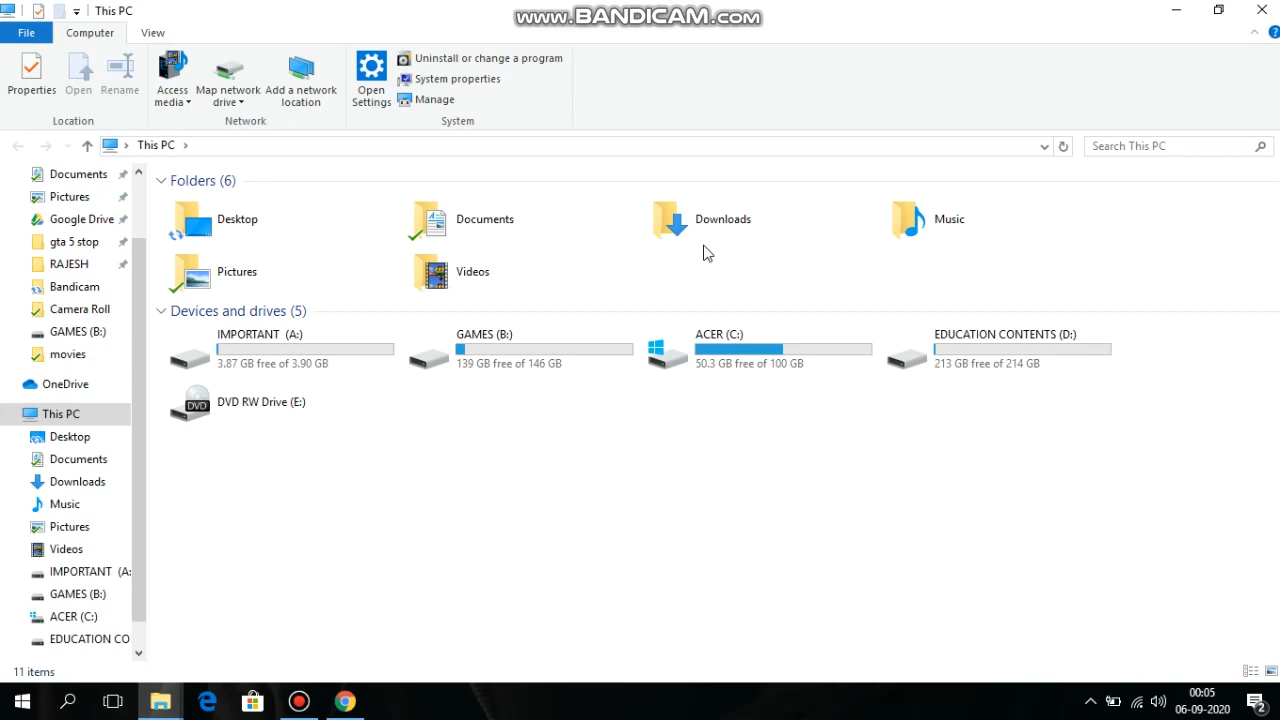 This PC
www.BANDICAM.com
File
Computer
View
Properties
Open
Rename
Access media
Map network drive
Add a network location
Open Settings
Uninstall or change a program
System properties
Manage
Location
Network
System
This PC
Search This PC
Documents
Pictures
Google Drive
gta 5 stop
RAJESH
Bandicam
Camera Roll
GAMES (B:)
movies
OneDrive
This PC
Desktop
Documents
Downloads
Music
Pictures
Videos
IMPORTANT (A:
GAMES (B:)
ACER (C:)
EDUCATION CO
Folders (6)
Desktop
Documents
Downloads
Music
Pictures
Videos
Devices and drives (5)
IMPORTANT (A:)
3.87 GB free of 3.90 GB
GAMES (B:)
139 GB free of 146 GB
ACER (C:)
50.3 GB free of 100 GB
EDUCATION CONTENTS (D:)
213 GB free of 214 GB
DVD
DVD RW Drive (E:)
11 items
00:05
06-09-2020
2